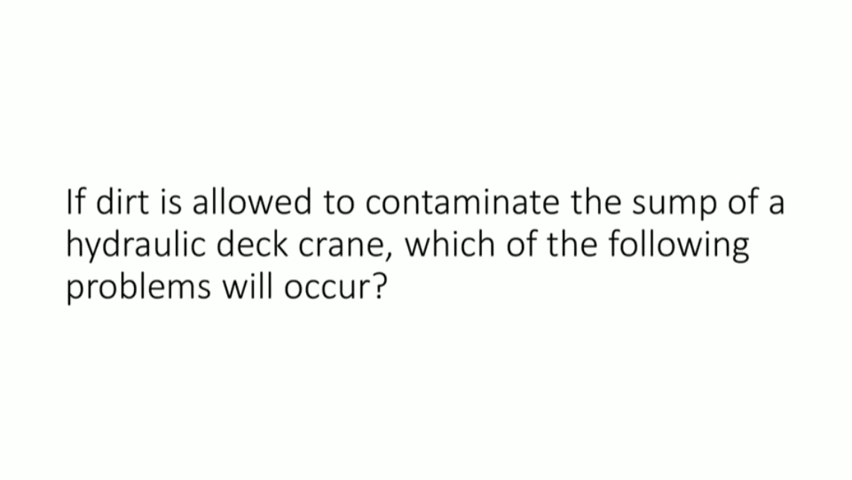 If dirt is allowed to contaminate the sump of a
hydraulic deck crane, which of the following
problems will occur?